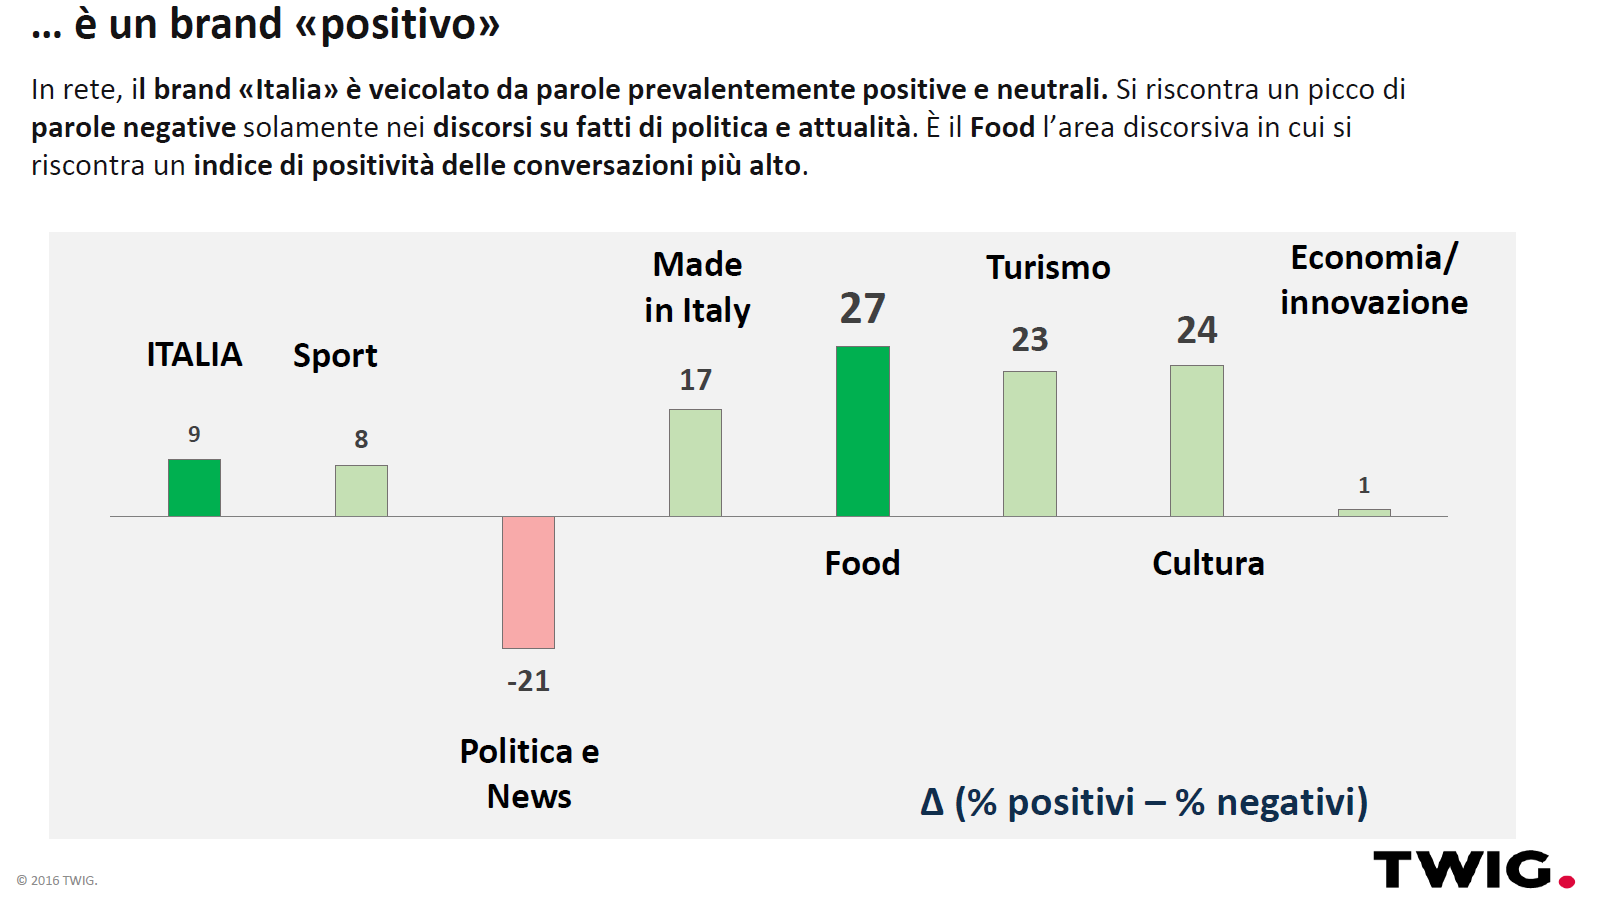 ... è un brand «positivo»
In rete, il brand «Italia» è veicolato da parole prevalentemente positive e neutrali. Si riscontra un picco di
parole negative solamente nei discorsi su fatti di politica e attualità. È il Food l’area discorsiva in cui si
riscontra un indice di positività delle conversazioni più alto.
ITALIA
9
Sport
8
-21
Politica e
News
Made
in Italy
17
27
Food
Turismo
23
24
Cultura
Economia/
innovazione
1
Δ (% positivi – % negativi)
© 2016 TWIG.
TWIG.